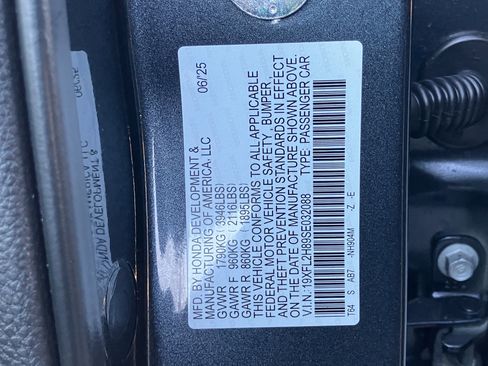 MFD. BY HONDA DEVELOPMENT & 06/'25
MANUFACTURING OF AMERICA, LLC
GVWR 1790KG( 3946LBS)
GAWR F 960KG ( 2116LBS)
GAWR R 860KG ( 1895LBS)
THIS VEHICLE CONFORMS TO ALL APPLICABLE
FEDERAL MOTOR VEHICLE SAFETY, BUMPER,
AND THEFT PREVENTION STANDARDS IN EFFECT
ON THE DATE OF MANUFACTURE SHOWN ABOVE.
V.I.N. 19XFL2H89SE032088 TYPE: PASSENGER CAR
T64 S AB7 -NH904M -Z -E